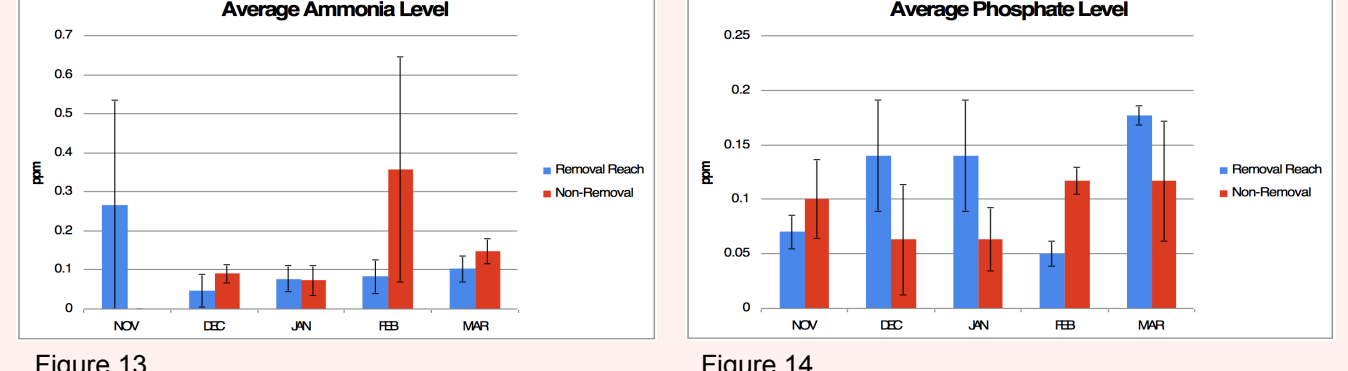 Average Ammonia Level
0.7
0.6
0.5
0.4
0.3
0.2
0.1
0
ppm
NOV DEC JAN FEB MAR
Removal Reach
Non-Removal
Figure 13
Average Phosphate Level
0.25
0.2
0.15
0.1
0.05
0
ppm
NOV DEC JAN FEB MAR
Removal Reach
Non-Removal
Figure 14